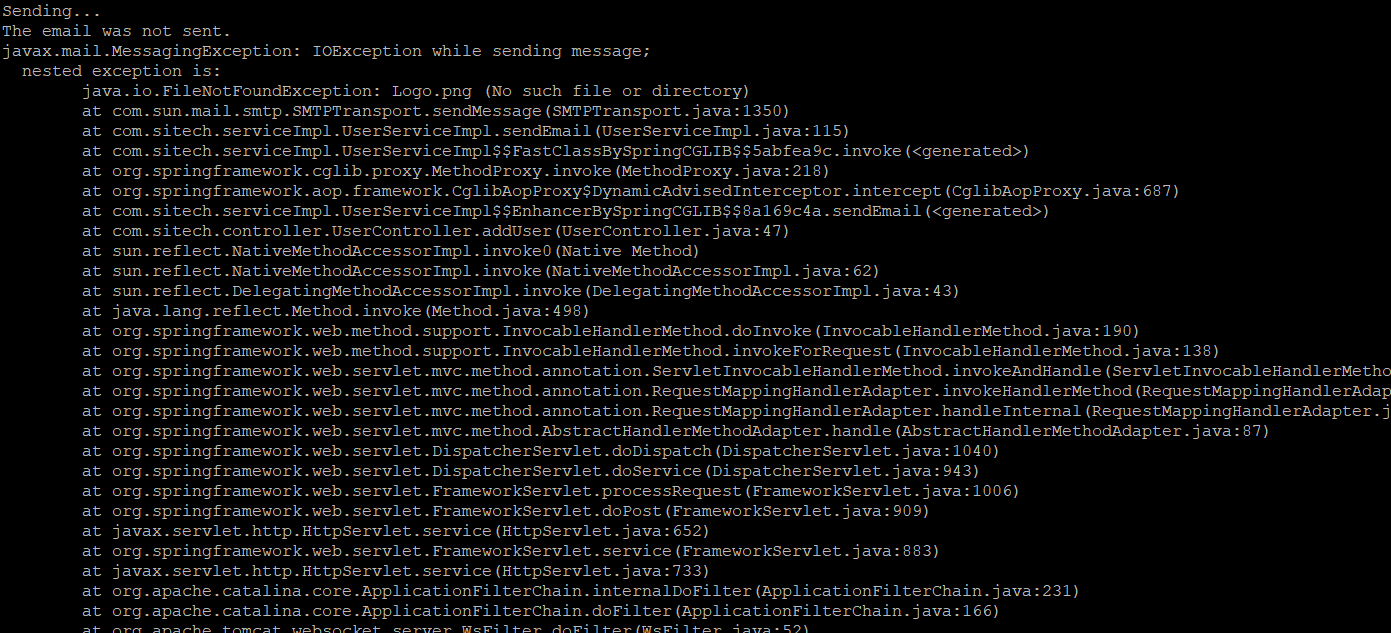 Sending...
The email was not sent.
javax.mail.MessagingException: IOException while sending message;
  nested exception is:
        java.io.FileNotFoundException: Logo.png (No such file or directory)
        at com.sun.mail.smtp.SMTPTransport.sendMessage(SMTPTransport.java:1350)
        at com.sitech.serviceImpl.UserServiceImpl.sendEmail(UserServiceImpl.java:115)
        at com.sitech.serviceImpl.UserServiceImpl$$FastClassBySpringCGLIB$$5abfea9c.invoke(<generated>)
        at org.springframework.cglib.proxy.MethodProxy.invoke(MethodProxy.java:218)
        at org.springframework.aop.framework.CglibAopProxy$DynamicAdvisedInterceptor.intercept(CglibAopProxy.java:687)
        at com.sitech.serviceImpl.UserServiceImpl$$EnhancerBySpringCGLIB$$8a169c4a.sendEmail(<generated>)
        at com.sitech.controller.UserController.addUser(UserController.java:47)
        at sun.reflect.NativeMethodAccessorImpl.invoke0(Native Method)
        at sun.reflect.NativeMethodAccessorImpl.invoke(NativeMethodAccessorImpl.java:62)
        at sun.reflect.DelegatingMethodAccessorImpl.invoke(DelegatingMethodAccessorImpl.java:43)
        at java.lang.reflect.Method.invoke(Method.java:498)
        at org.springframework.web.method.support.InvocableHandlerMethod.doInvoke(InvocableHandlerMethod.java:190)
        at org.springframework.web.method.support.InvocableHandlerMethod.invokeForRequest(InvocableHandlerMethod.java:138)
        at org.springframework.web.servlet.mvc.method.annotation.ServletInvocableHandlerMethod.invokeAndHandle(ServletInvocableHandlerMetho
        at org.springframework.web.servlet.mvc.method.annotation.RequestMappingHandlerAdapter.invokeHandlerMethod(RequestMappingHandlerAdap
        at org.springframework.web.servlet.mvc.method.annotation.RequestMappingHandlerAdapter.handleInternal(RequestMappingHandlerAdapter.j
        at org.springframework.web.servlet.mvc.method.AbstractHandlerMethodAdapter.handle(AbstractHandlerMethodAdapter.java:87)
        at org.springframework.web.servlet.DispatcherServlet.doDispatch(DispatcherServlet.java:1040)
        at org.springframework.web.servlet.DispatcherServlet.doService(DispatcherServlet.java:943)
        at org.springframework.web.servlet.FrameworkServlet.processRequest(FrameworkServlet.java:1006)
        at org.springframework.web.servlet.FrameworkServlet.doPost(FrameworkServlet.java:909)
        at javax.servlet.http.HttpServlet.service(HttpServlet.java:652)
        at org.springframework.web.servlet.FrameworkServlet.service(FrameworkServlet.java:883)
        at javax.servlet.http.HttpServlet.service(HttpServlet.java:733)
        at org.apache.catalina.core.ApplicationFilterChain.internalDoFilter(ApplicationFilterChain.java:231)
        at org.apache.catalina.core.ApplicationFilterChain.doFilter(ApplicationFilterChain.java:166)
        at org.apache.tomcat.websocket.server.WsFilter.doFilter(WsFilter.java:52)